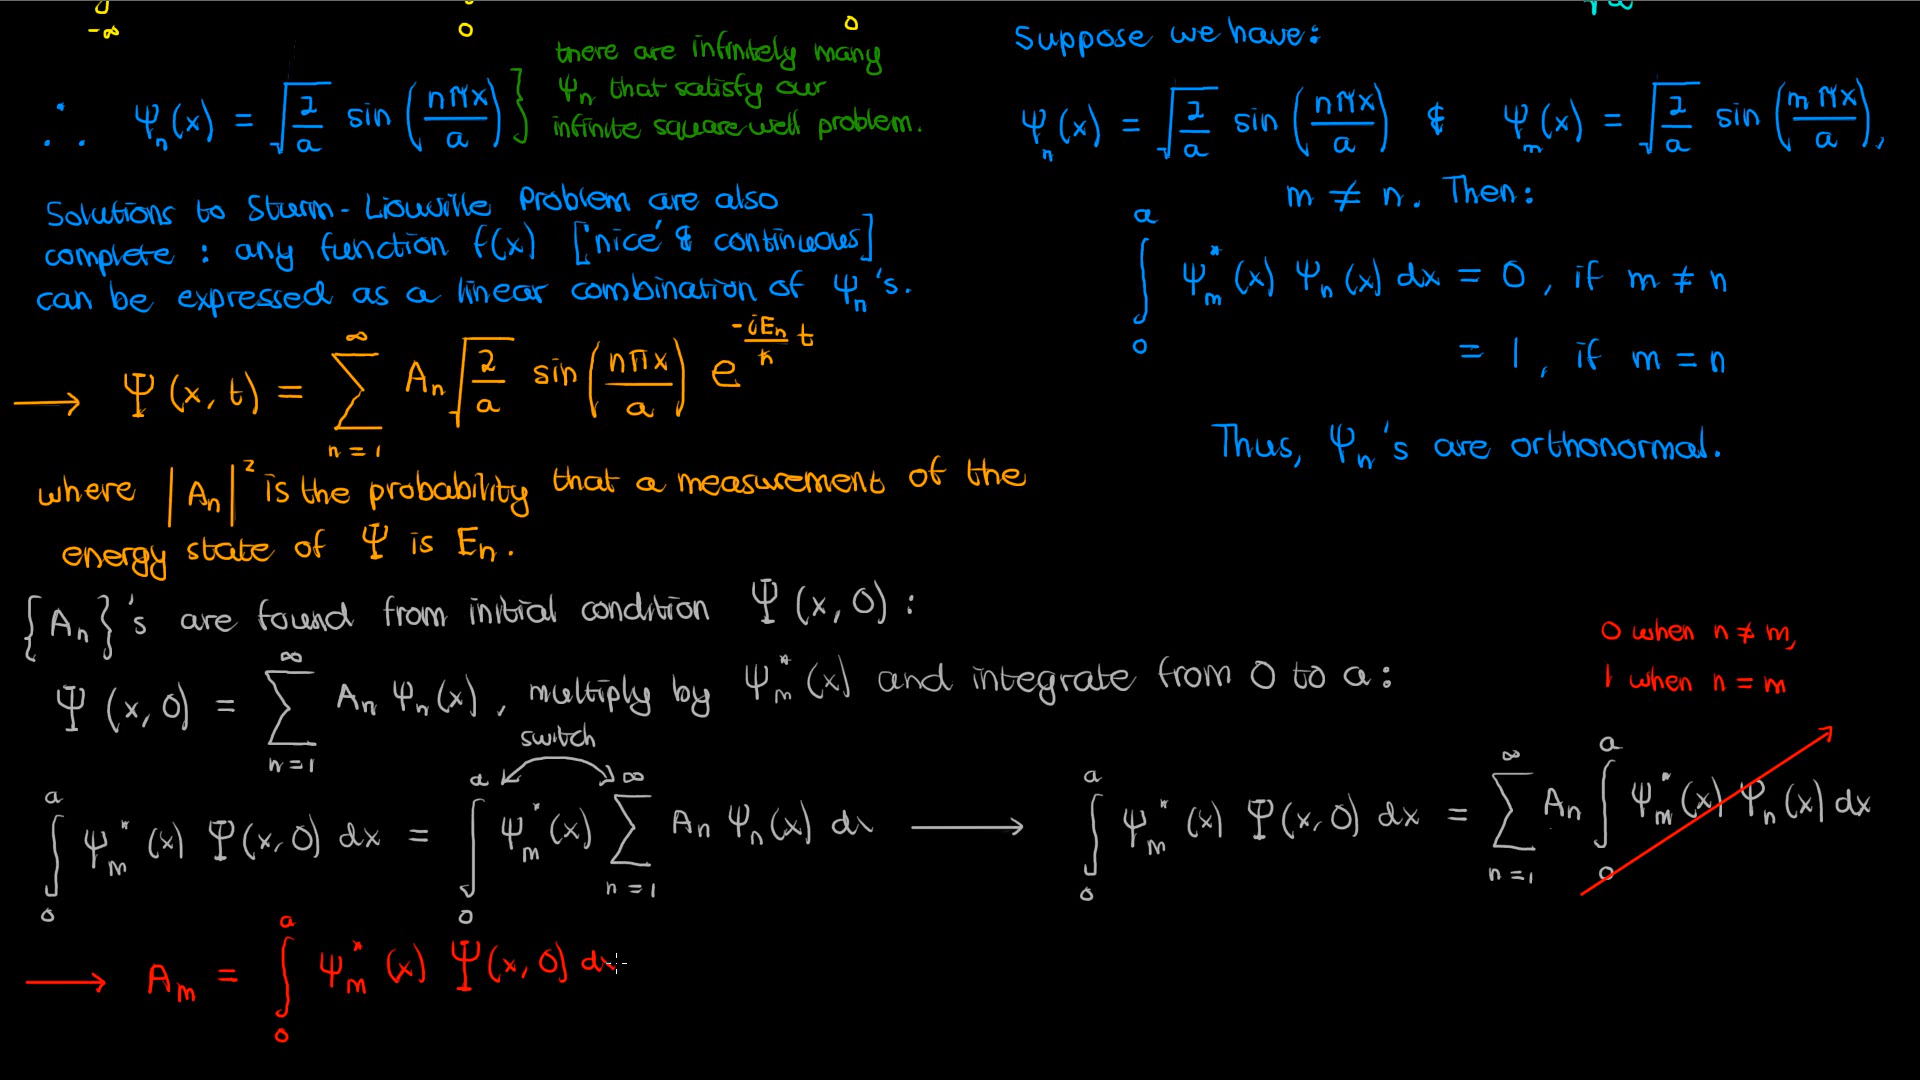 -∞ 0 0
∴ ψₙ(x) = √(2/a) sin(nπx/a) }
there are infinitely many
ψₙ that satisfy our
infinite square well problem.
Solutions to Sturm-Liouville Problem are also
complete : any function f(x) ['nice' & continuous]
can be expressed as a linear combination of ψₙ's.
→ Ψ(x, t) = ∑_{n=1}^{∞} Aₙ √(2/a) sin(nπx/a) e^{-iEₙt/ħ}
where |Aₙ|² is the probability that a measurement of the
energy state of Ψ is Eₙ.
Suppose we have:
ψₙ(x) = √(2/a) sin(nπx/a) & ψₘ(x) = √(2/a) sin(mπx/a),
m ≠ n. Then:
∫₀ᵃ ψₘ*(x) ψₙ(x) dx = 0, if m ≠ n
= 1, if m = n
Thus, ψₙ's are orthonormal.
{Aₙ}'s are found from initial condition Ψ(x, 0) :
Ψ(x, 0) = ∑_{n=1}^{∞} Aₙ ψₙ(x), multiply by ψₘ*(x) and integrate from 0 to a :
switch
0 when n ≠ m,
1 when n = m
∫₀ᵃ ψₘ*(x) Ψ(x, 0) dx = ∫₀ᵃ ψₘ*(x) ∑_{n=1}^{∞} Aₙ ψₙ(x) dx → ∫₀ᵃ ψₘ*(x) Ψ(x, 0) dx = ∑_{n=1}^{∞} Aₙ ∫₀ᵃ ψₘ*(x) ψₙ(x) dx
→ Aₘ = ∫₀ᵃ ψₘ*(x) Ψ(x, 0) dx